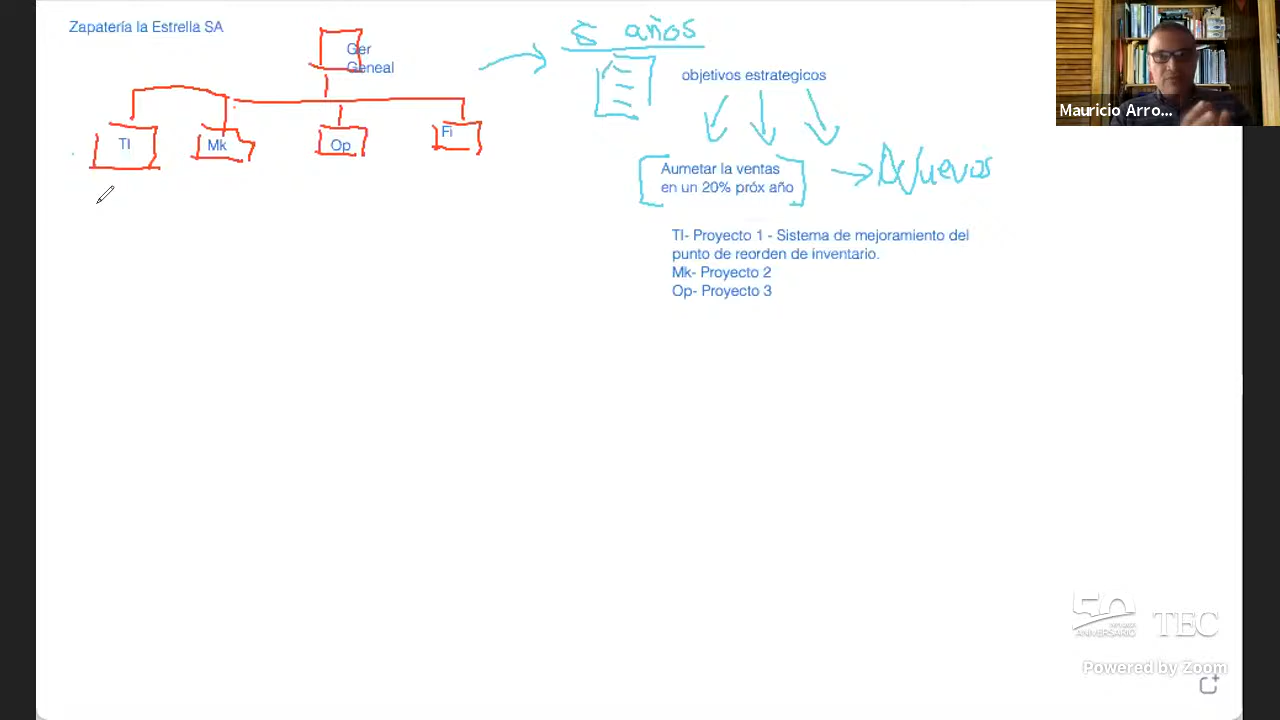 Zapatería la Estrella SA
Ger
Geneal
TI
Mk
Op
Fi
5 años
objetivos estrategicos
Aumetar la ventas
en un 20% próx año
Nuevos
TI- Proyecto 1 - Sistema de mejoramiento del
punto de reorden de inventario.
Mk- Proyecto 2
Op- Proyecto 3
Mauricio Arro...
50
ANIVERSARIO
TEC
Powered by Zoom